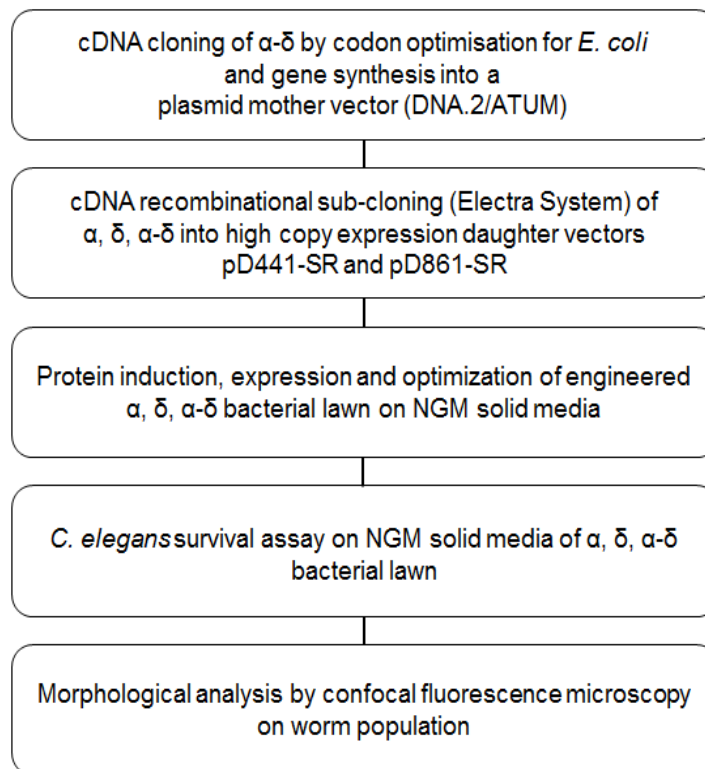 cDNA cloning of α-δ by codon optimisation for E. coli
and gene synthesis into a
plasmid mother vector (DNA.2/ATUM)
cDNA recombinational sub-cloning (Electra System) of
α, δ, α-δ into high copy expression daughter vectors
pD441-SR and pD861-SR
Protein induction, expression and optimization of engineered
α, δ, α-δ bacterial lawn on NGM solid media
C. elegans survival assay on NGM solid media of α, δ, α-δ
bacterial lawn
Morphological analysis by confocal fluorescence microscopy
on worm population